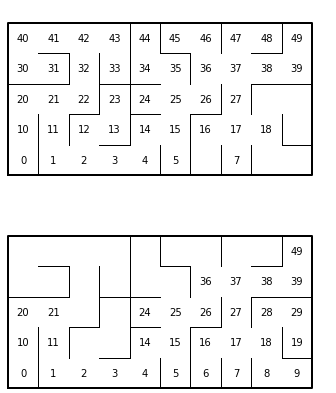 40 41 42 43 44 45 46 47 48 49
30 31 32 33 34 35 36 37 38 39
20 21 22 23 24 25 26 27
10 11 12 13 14 15 16 17 18
0 1 2 3 4 5 7
49
36 37 38 39
20 21 24 25 26 27 28 29
10 11 14 15 16 17 18 19
0 1 2 3 4 5 6 7 8 9